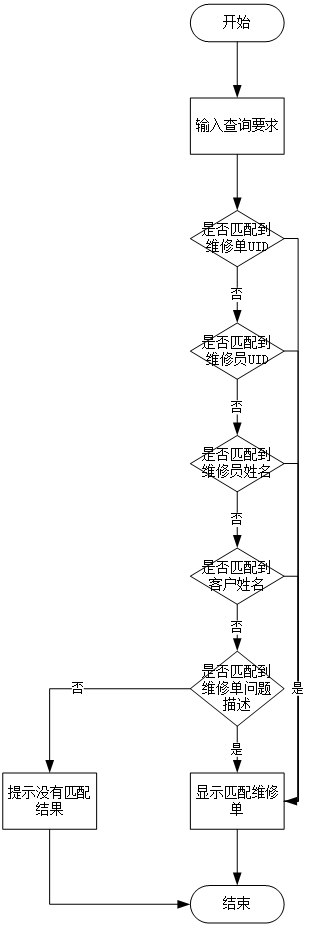 开始
输入查询要求
是否匹配到
维修单UID
否
是否匹配到
维修员UID
否
是否匹配到
维修员姓名
否
是否匹配到
客户姓名
否
是否匹配到
维修单问题
描述
否
是
是
提示没有匹配
结果
显示匹配维修
单
结束